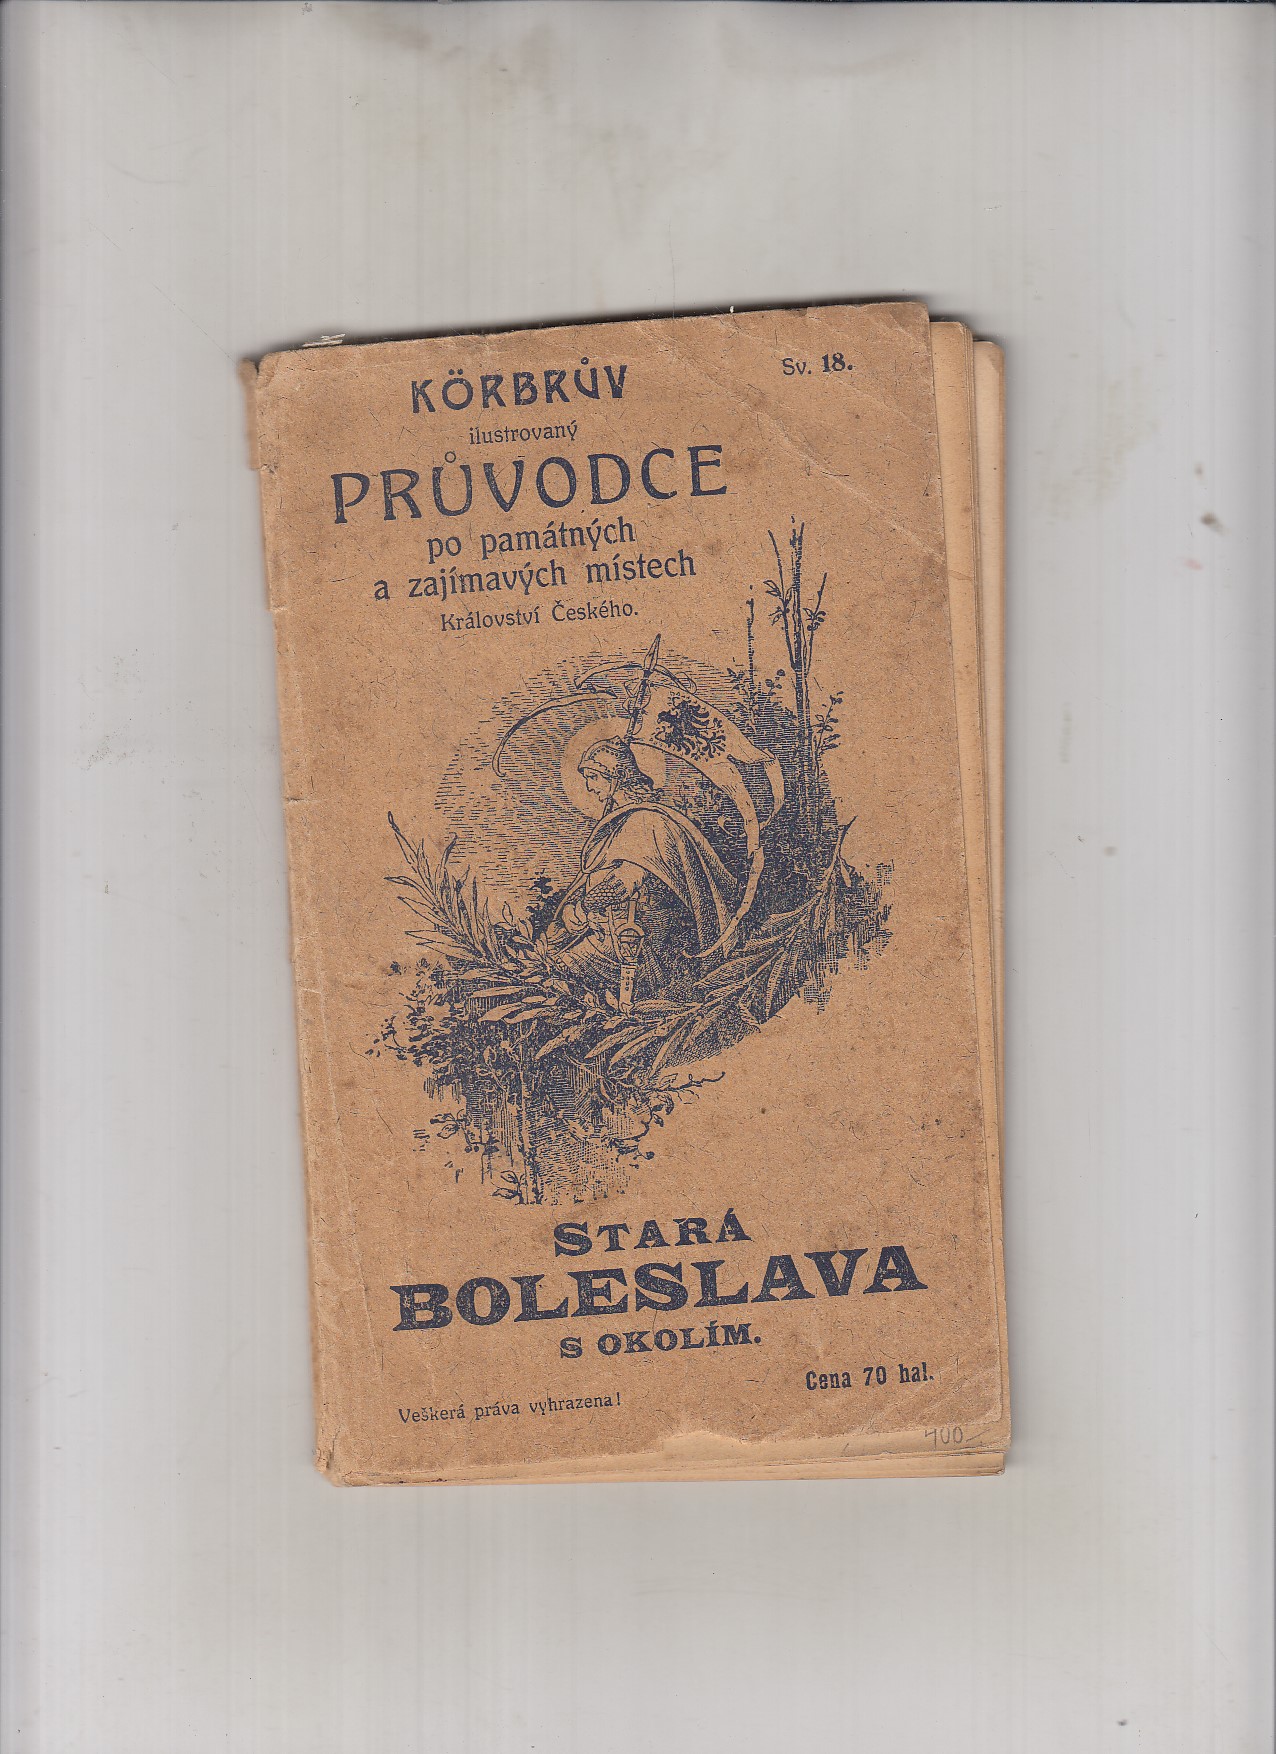 Sv. 18.
KÖRBRŮV
ilustrovaný
PRŮVODCE
po památných
a zajímavých místech
Království Českého.
STARÁ
BOLESLAVA
S OKOLÍM.
Cena 70 hal.
Veškerá práva vyhrazena!
400.-